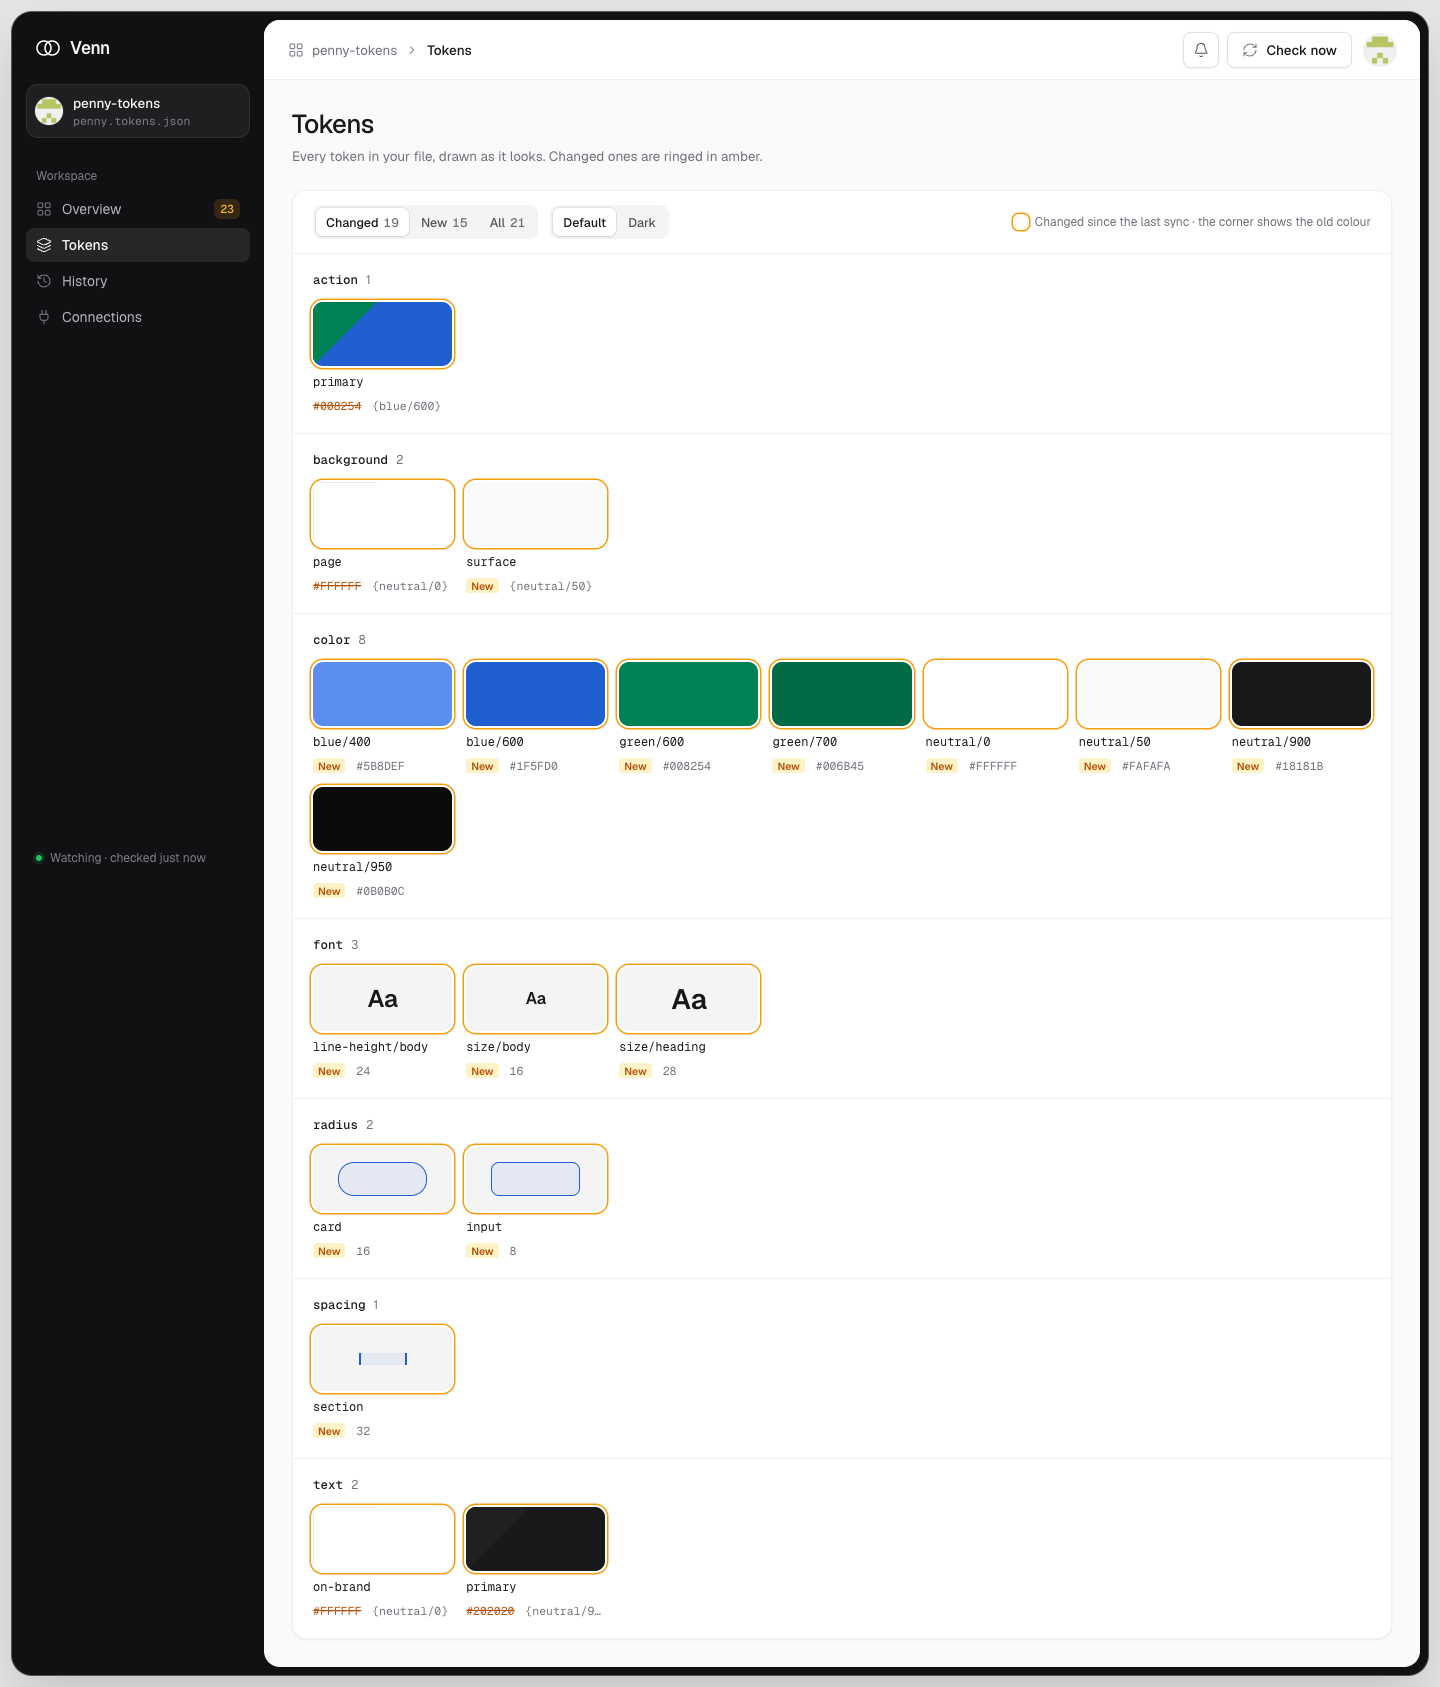 Venn
penny-tokens
penny.tokens.json
Workspace
Overview 23
Tokens
History
Connections
Watching · checked just now
penny-tokens > Tokens
Check now
Tokens
Every token in your file, drawn as it looks. Changed ones are ringed in amber.
Changed 19 New 15 All 21 Default Dark
Changed since the last sync · the corner shows the old colour
action 1
primary
#008254 {blue/600}
background 2
page surface
#FFFFFF {neutral/0} New {neutral/50}
color 8
blue/400 blue/600 green/600 green/700 neutral/0 neutral/50 neutral/900
New #5B8DEF New #1F5FD0 New #008254 New #006B45 New #FFFFFF New #FAFAFA New #18181B
neutral/950
New #0B0B0C
font 3
Aa Aa Aa
line-height/body size/body size/heading
New 24 New 16 New 28
radius 2
card input
New 16 New 8
spacing 1
section
New 32
text 2
on-brand primary
#FFFFFF {neutral/0} #202020 {neutral/9…